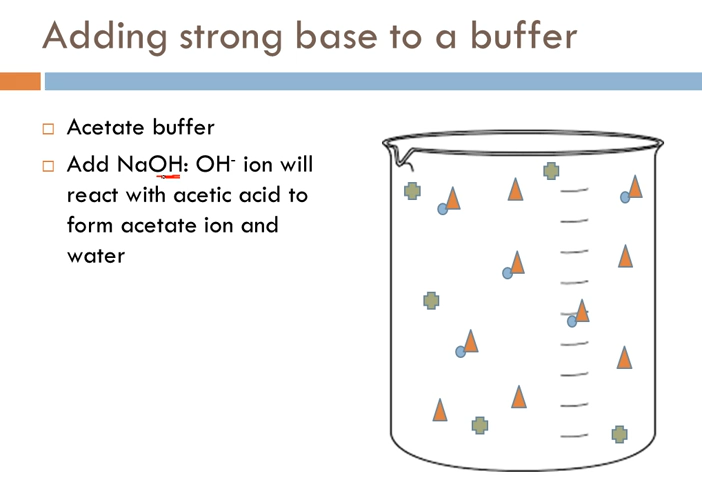 Adding strong base to a buffer
Acetate buffer
Add NaOH: OH⁻ ion will
react with acetic acid to
form acetate ion and
water